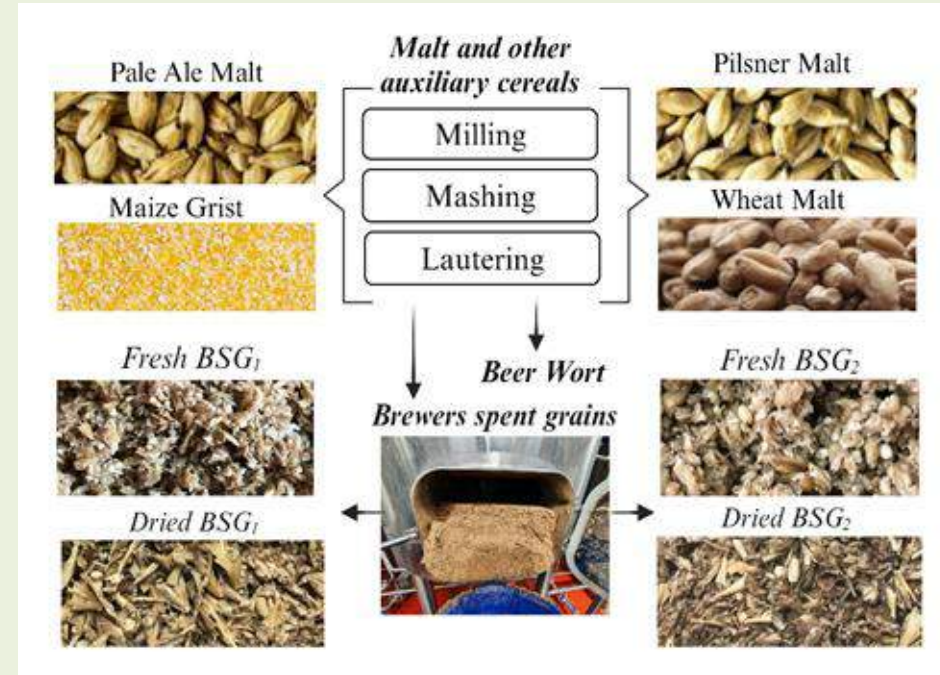 Malt and other
auxiliary cereals
Pale Ale Malt
Pilsner Malt
Milling
Mashing
Lautering
Maize Grist
Wheat Malt
Fresh BSG₁
Fresh BSG₂
Beer Wort
Brewers spent grains
Dried BSG₁
Dried BSG₂